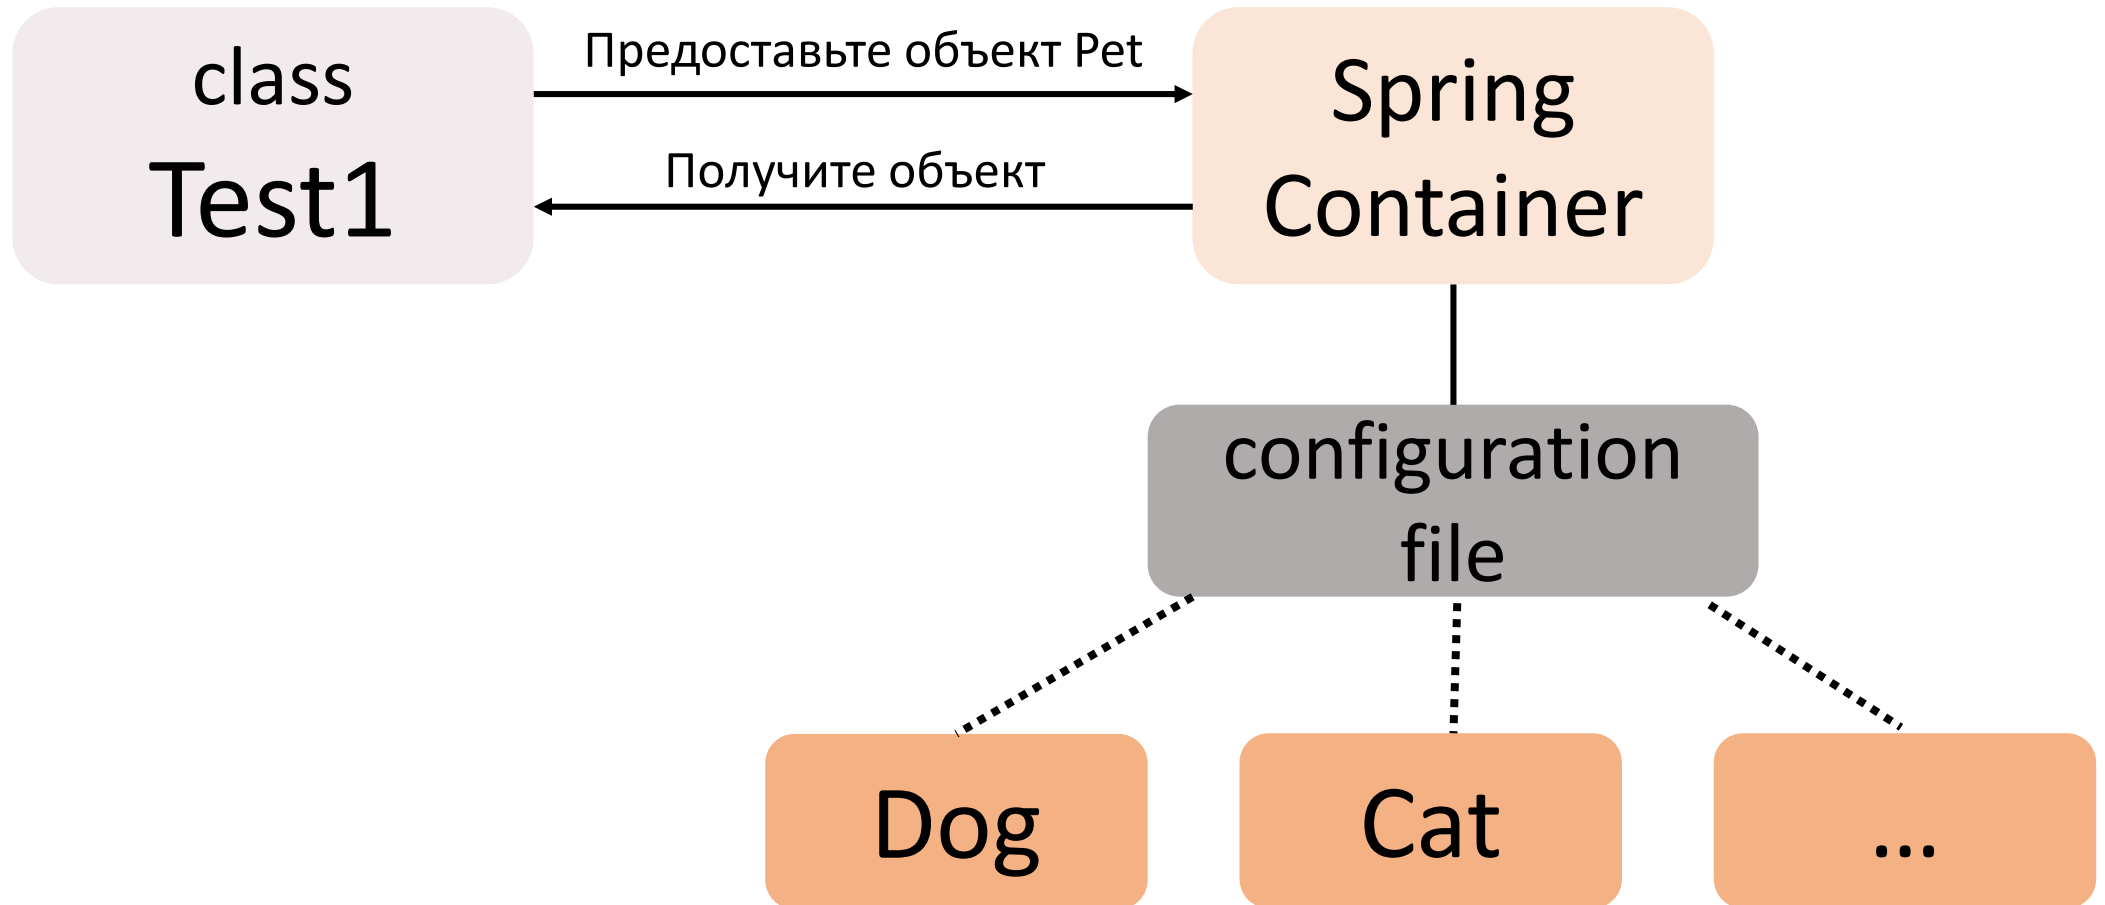 class
Test1
Предоставьте объект Pet
Получите объект
Spring
Container
configuration
file
Dog
Cat
...